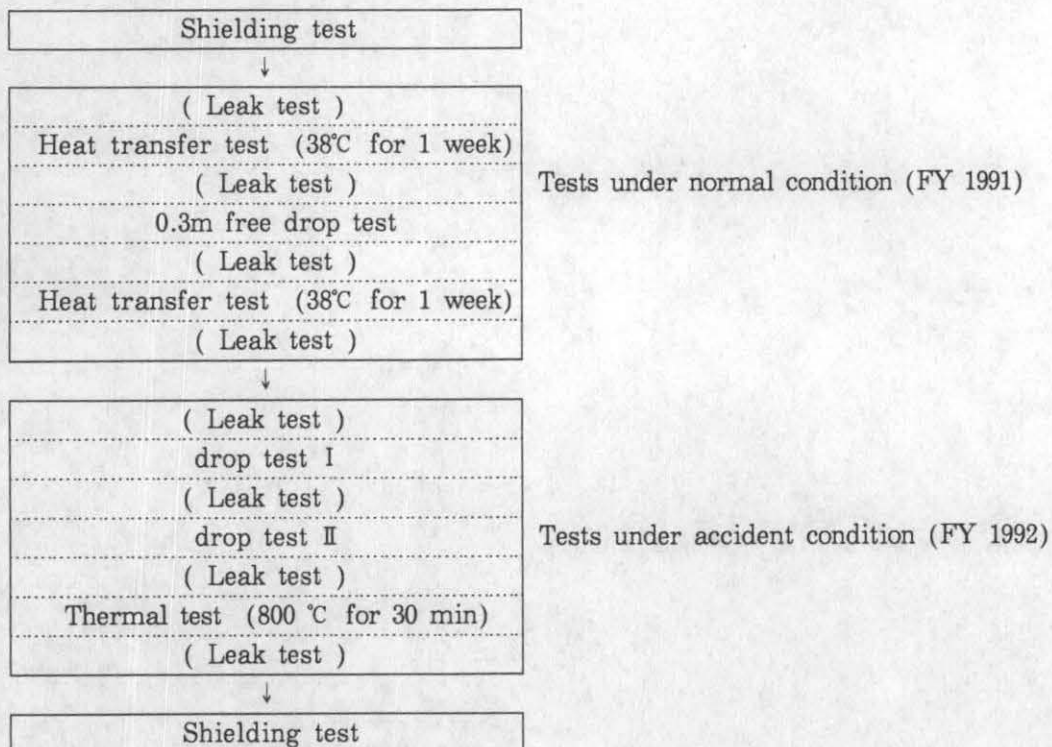 Shielding test
↓
( Leak test )
Heat transfer test (38℃ for 1 week)
( Leak test )
Tests under normal condition (FY 1991)
0.3m free drop test
( Leak test )
Heat transfer test (38℃ for 1 week)
( Leak test )
↓
( Leak test )
drop test Ⅰ
( Leak test )
drop test Ⅱ
Tests under accident condition (FY 1992)
( Leak test )
Thermal test (800 ℃ for 30 min)
( Leak test )
↓
Shielding test